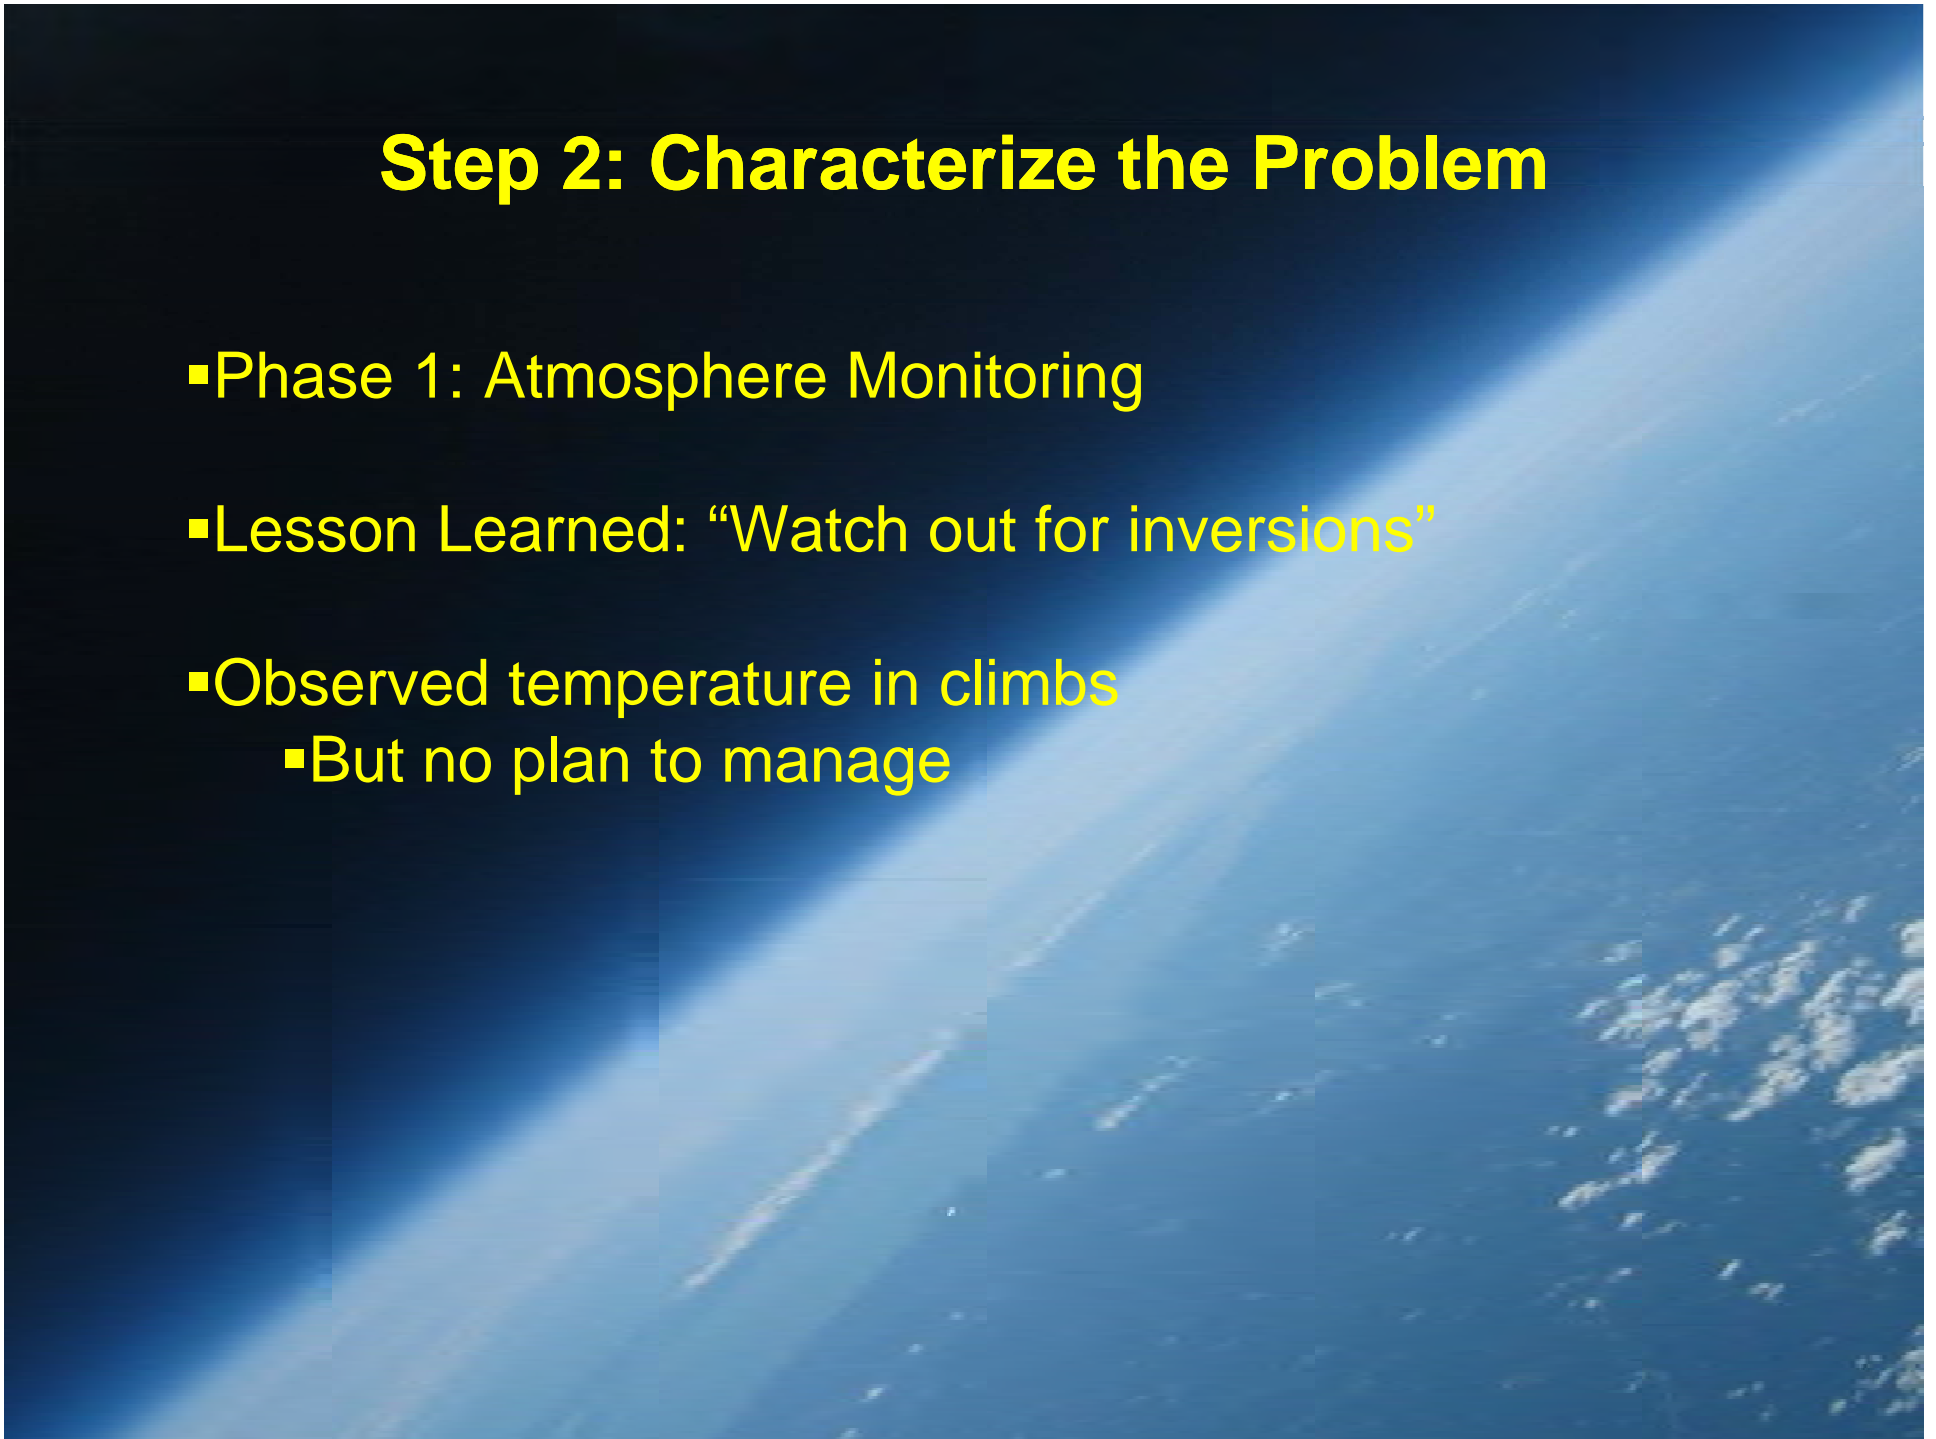 Step 2: Characterize the Problem
▪Phase 1: Atmosphere Monitoring
▪Lesson Learned: “Watch out for inversions”
▪Observed temperature in climbs
▪But no plan to manage